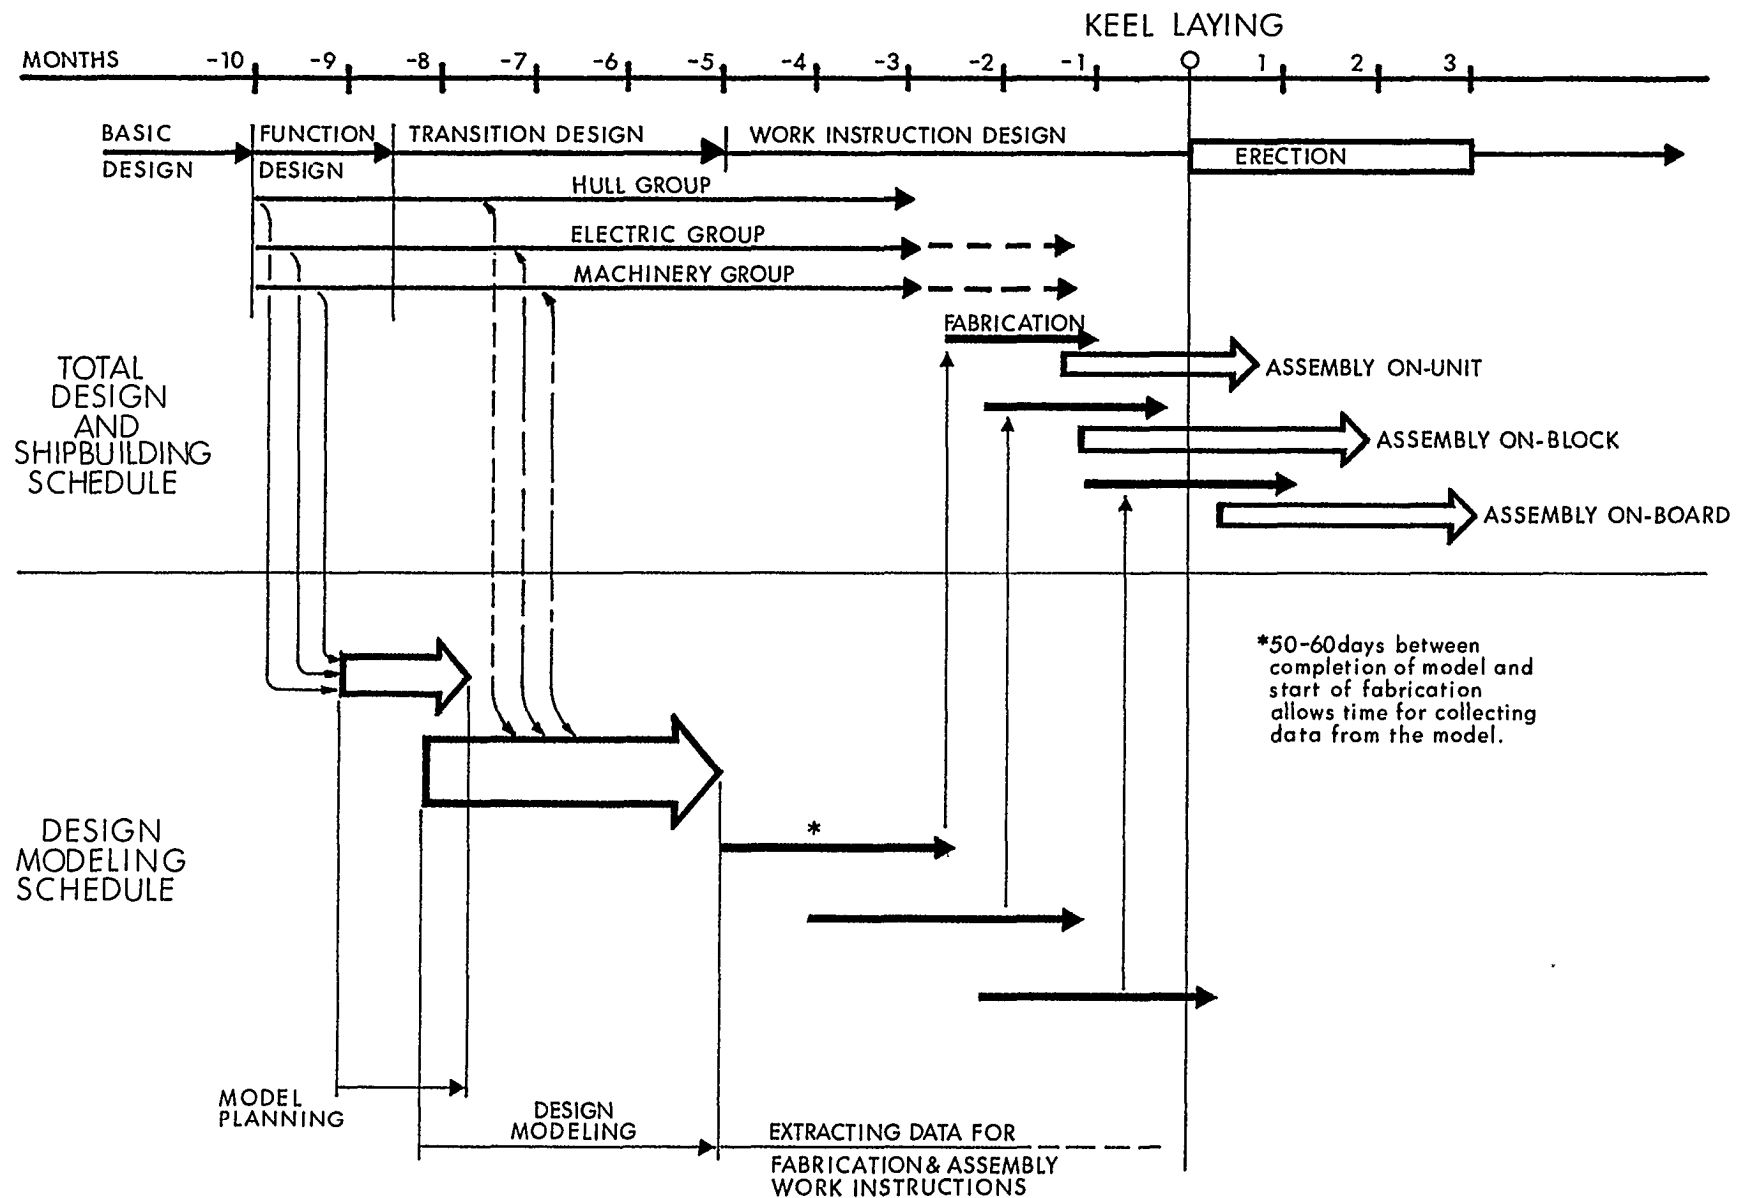 KEEL LAYING
MONTHS -10 -9 -8 -7 -6 -5 -4 -3 -2 -1 0 1 2 3
BASIC
DESIGN
FUNCTION
DESIGN
TRANSITION DESIGN
WORK INSTRUCTION DESIGN
ERECTION
HULL GROUP
ELECTRIC GROUP
MACHINERY GROUP
FABRICATION
ASSEMBLY ON-UNIT
ASSEMBLY ON-BLOCK
ASSEMBLY ON-BOARD
TOTAL
DESIGN
AND
SHIPBUILDING
SCHEDULE
*50-60days between
completion of model and
start of fabrication
allows time for collecting
data from the model.
DESIGN
MODELING
SCHEDULE
*
MODEL
PLANNING
DESIGN
MODELING
EXTRACTING DATA FOR
FABRICATION & ASSEMBLY
WORK INSTRUCTIONS